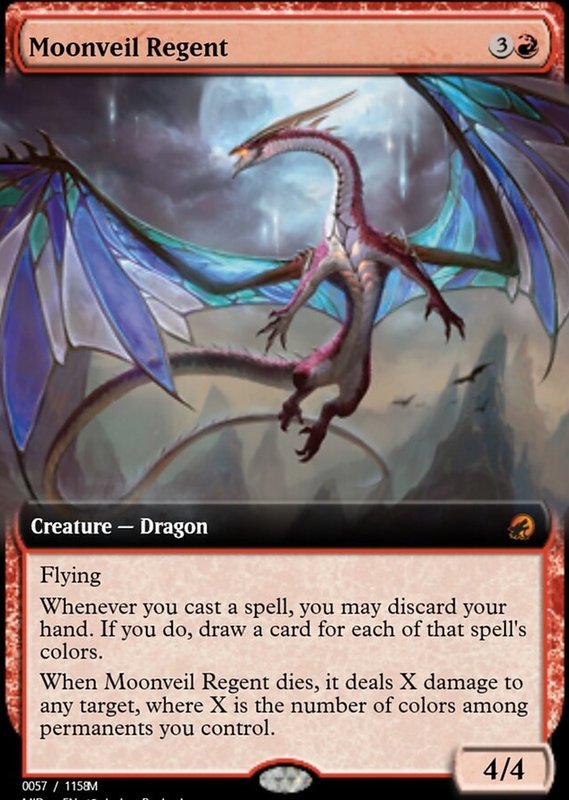 Moonveil Regent
3
Creature — Dragon
Flying
Whenever you cast a spell, you may discard your
hand. If you do, draw a card for each of that spell's
colors.
When Moonveil Regent dies, it deals X damage to
any target, where X is the number of colors among
permanents you control.
4/4
0057 / 1158M